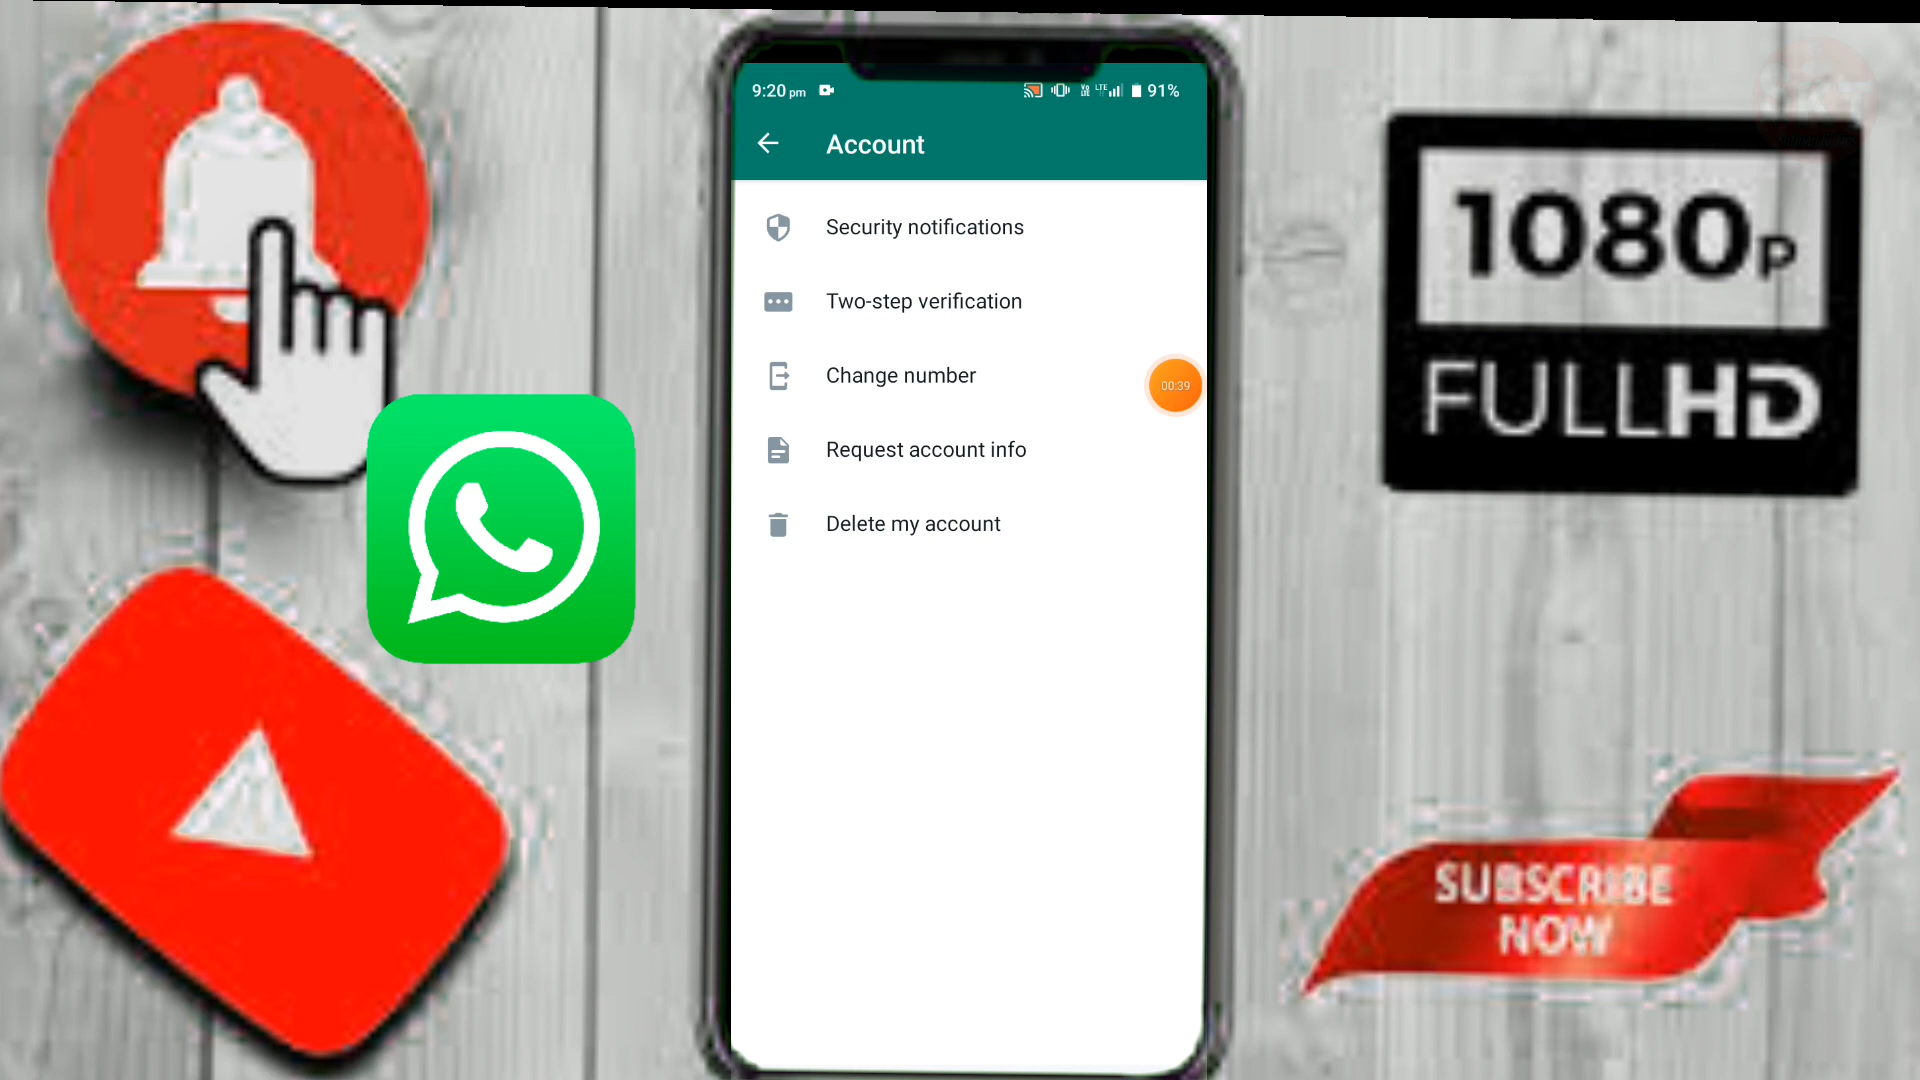 9:20 pm
LTE
91%
Account
Security notifications
Two-step verification
Change number
00:39
Request account info
Delete my account
1080P
FULLHD
SUBSCRIBE
NOW